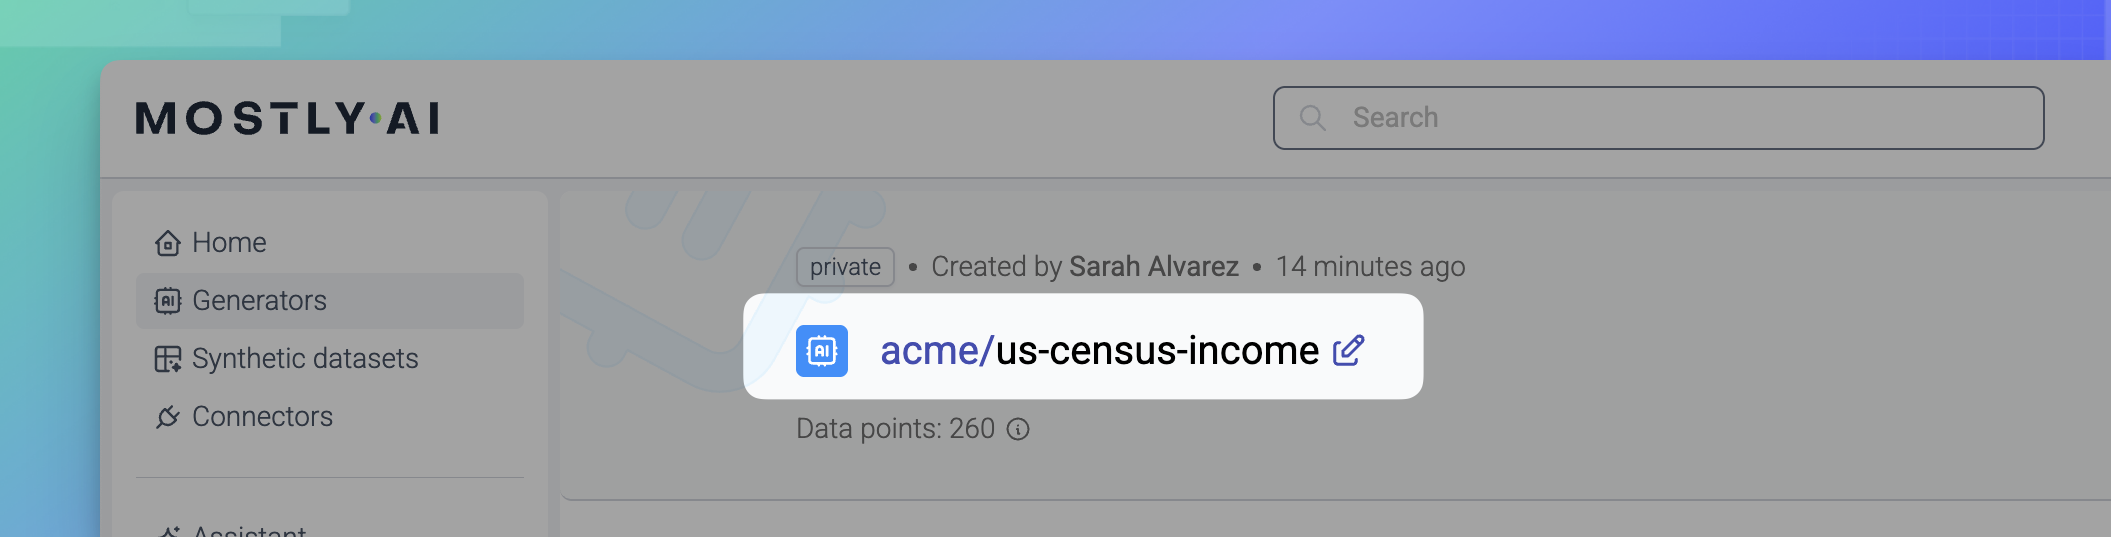 MOSTLY•AI
Search
Home
Generators
Synthetic datasets
Connectors
Assistant
private • Created by Sarah Alvarez • 14 minutes ago
AI acme/us-census-income
Data points: 260